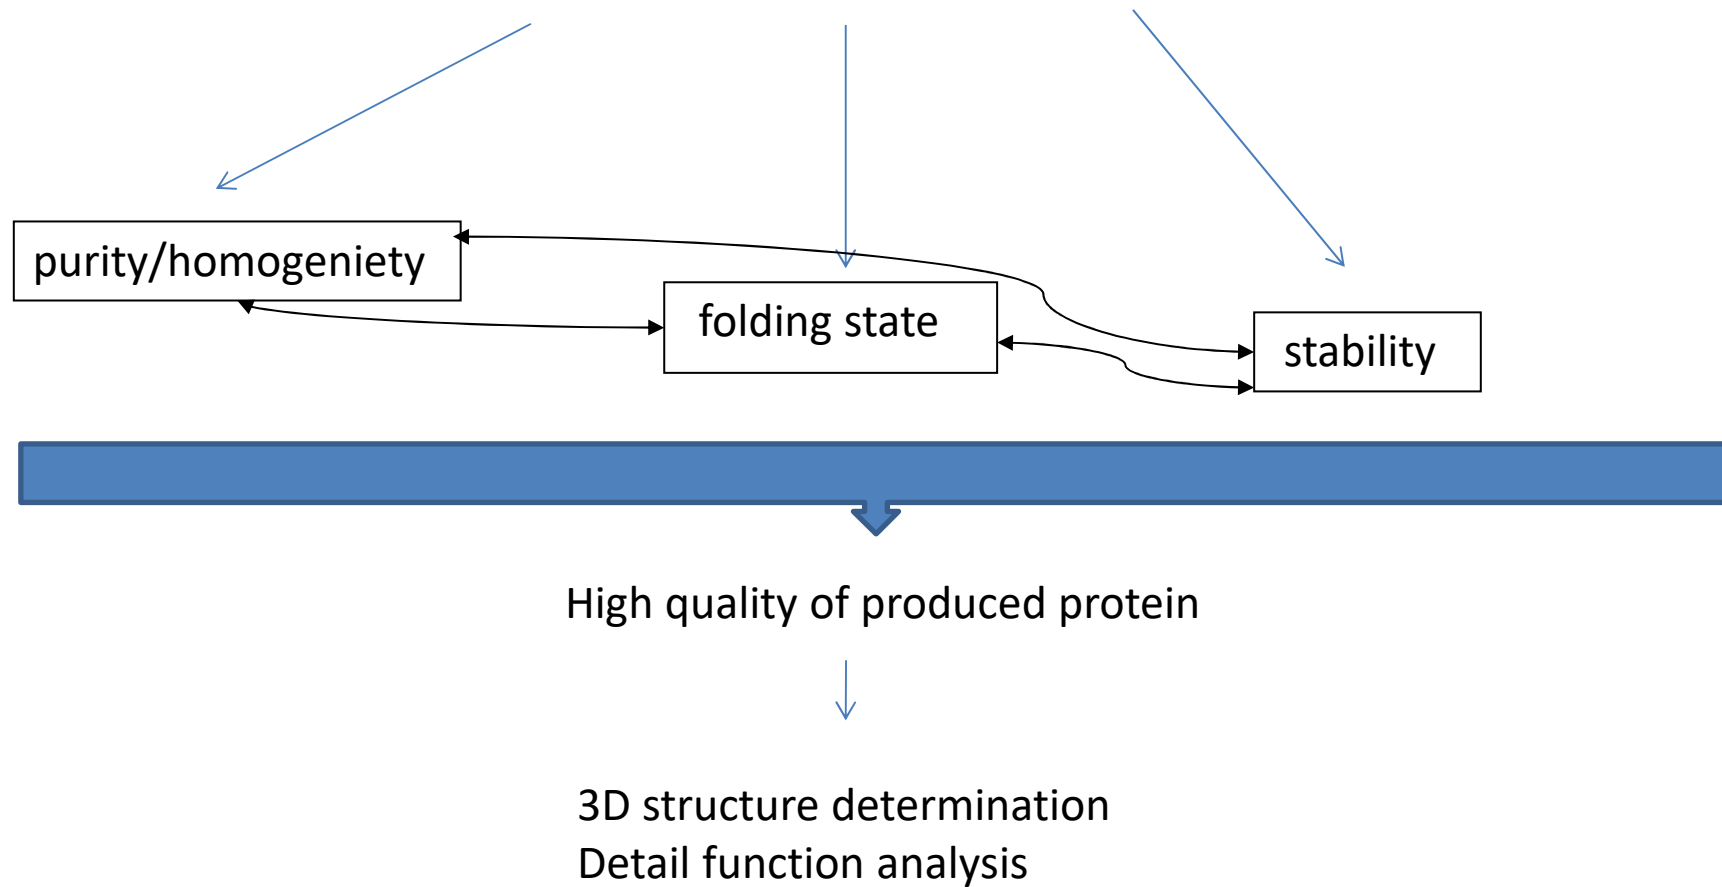 purity/homogeniety
folding state
stability
High quality of produced protein
3D structure determination
Detail function analysis